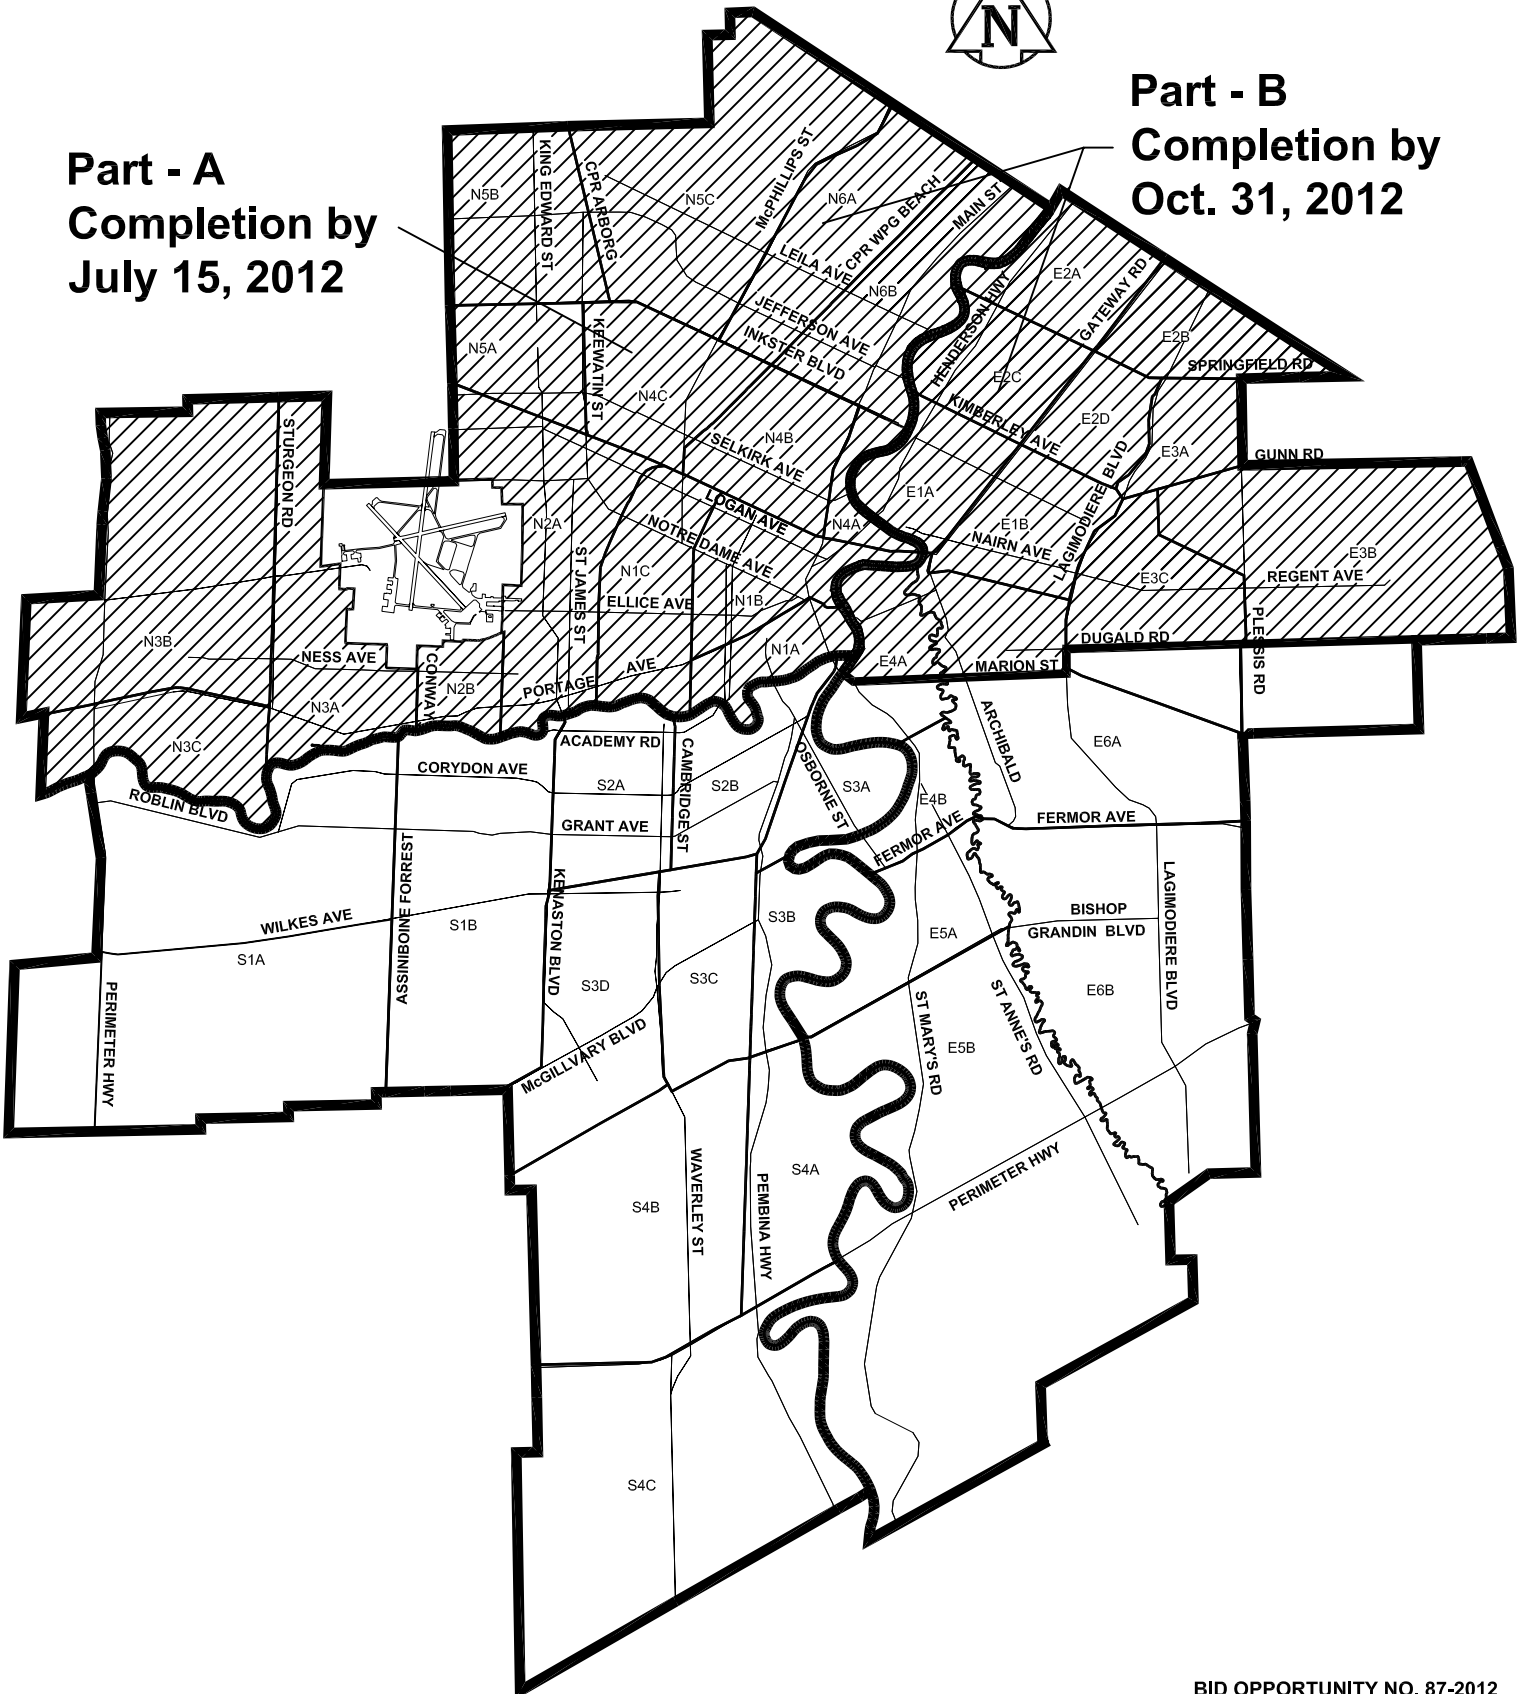 N
Part - B
Completion by
Oct. 31, 2012
Part - A
Completion by
July 15, 2012
KING EDWARD ST
CPR ARBORG
McPHILLIPS ST
N5B
N5C
N6A
CPR WPG BEACH
MAIN ST
LEILA AVE
N6B
E2A
GATEWAY RD
HENDERSON HWY
JEFFERSON AVE
INKSTER BLVD
KEEWATIN ST
N5A
E2B
SPRINGFIELD RD
E2C
N4C
KIMBERLEY AVE
E2D
STURGEON RD
N4B
SELKIRK AVE
LAGIMODIERE BLVD
E3A
GUNN RD
E1A
LOGAN AVE
NOTRE DAME AVE
N2A
N4A
E1B
NAIRN AVE
E3B
REGENT AVE
ST JAMES ST
N1C
E3C
ELLICE AVE
N1B
N3B
NESS AVE
CONWAY
N1A
DUGALD RD
PLESSIS RD
E4A
MARION ST
N2B
PORTAGE AVE
N3A
N3C
ARCHIBALD
ACADEMY RD
CAMBRIDGE ST
OSBORNE ST
E6A
CORYDON AVE
S2A
S2B
S3A
ROBLIN BLVD
E4B
GRANT AVE
FERMOR AVE
FERMOR AVE
ASSINIBOINE FORREST
KENASTON BLVD
LAGIMODIERE BLVD
WILKES AVE
S1B
S3B
BISHOP
GRANDIN BLVD
E5A
S1A
S3D
S3C
PERIMETER HWY
ST MARY'S RD
ST ANNE'S RD
E6B
McGILLVARY BLVD
E5B
WAVERLEY ST
PEMBINA HWY
S4A
PERIMETER HWY
S4B
S4C
BID OPPORTUNITY NO. 87-2012